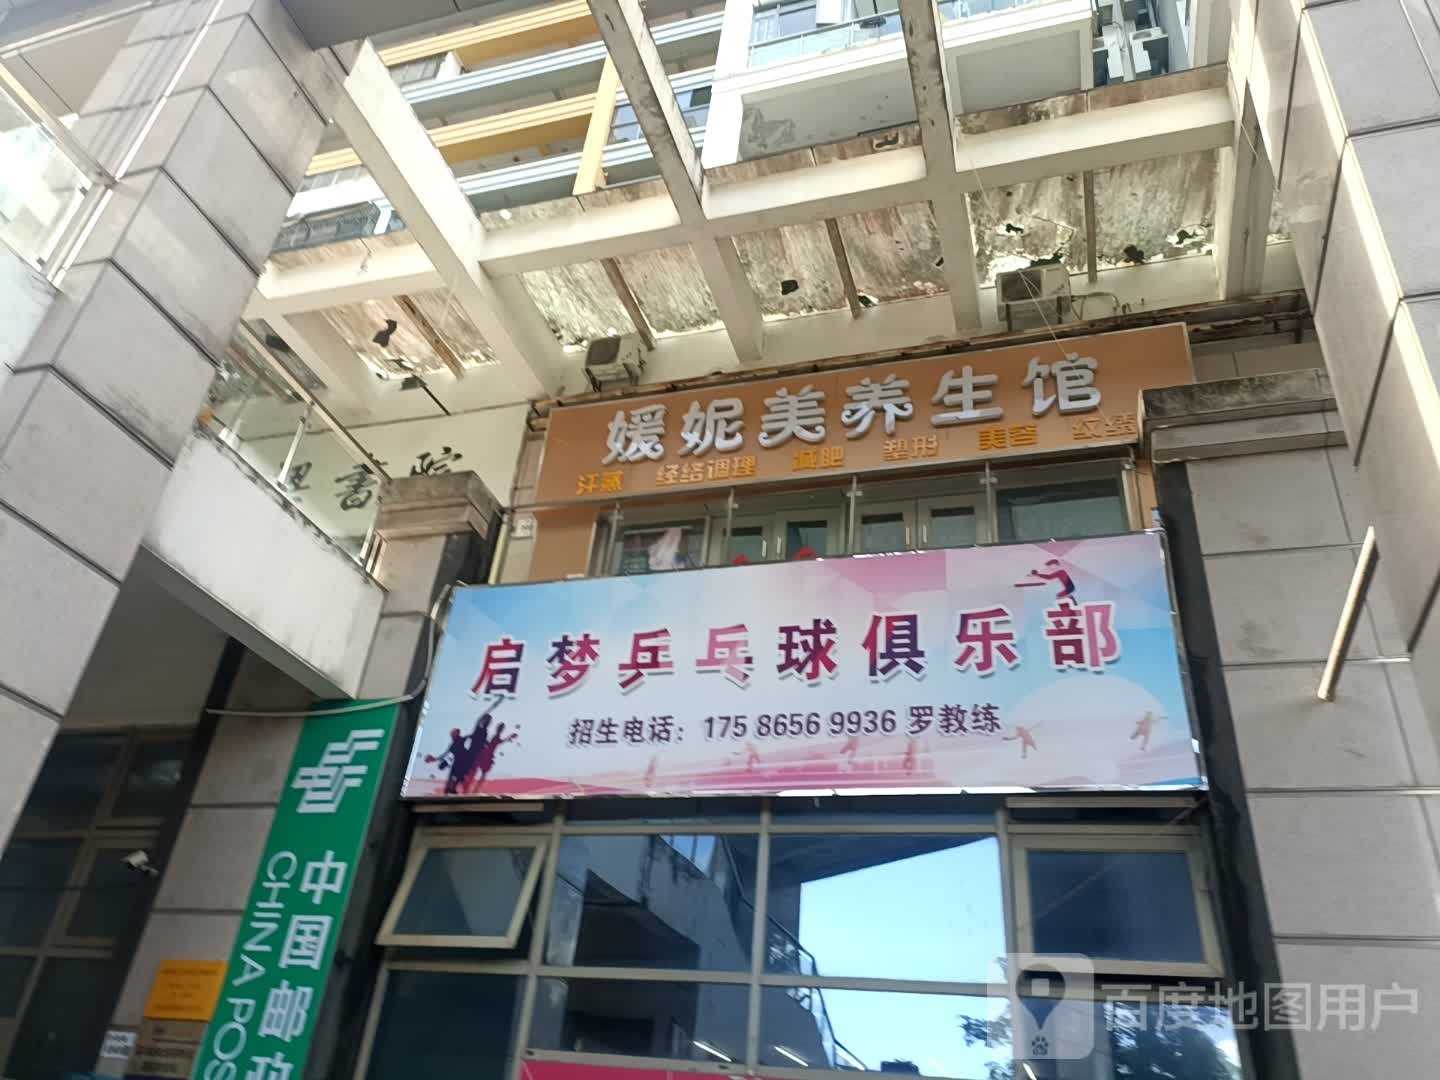 媛妮美养生馆
汗蒸 经络调理 减肥 塑形 美容 纹绣
書院
启梦乒乓球俱乐部
招生电话：175 8656 9936 罗教练
中国邮政
CHINA POS
百度地图用户